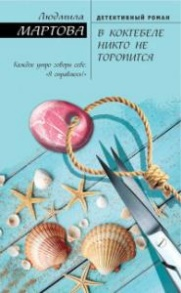 Людмила
МАРТОВА
Каждое утро говори себе:
«Я справлюсь!»
ДЕТЕКТИВНЫЙ РОМАН
В КОКТЕБЕЛЕ
НИКТО НЕ
ТОРОПИТСЯ